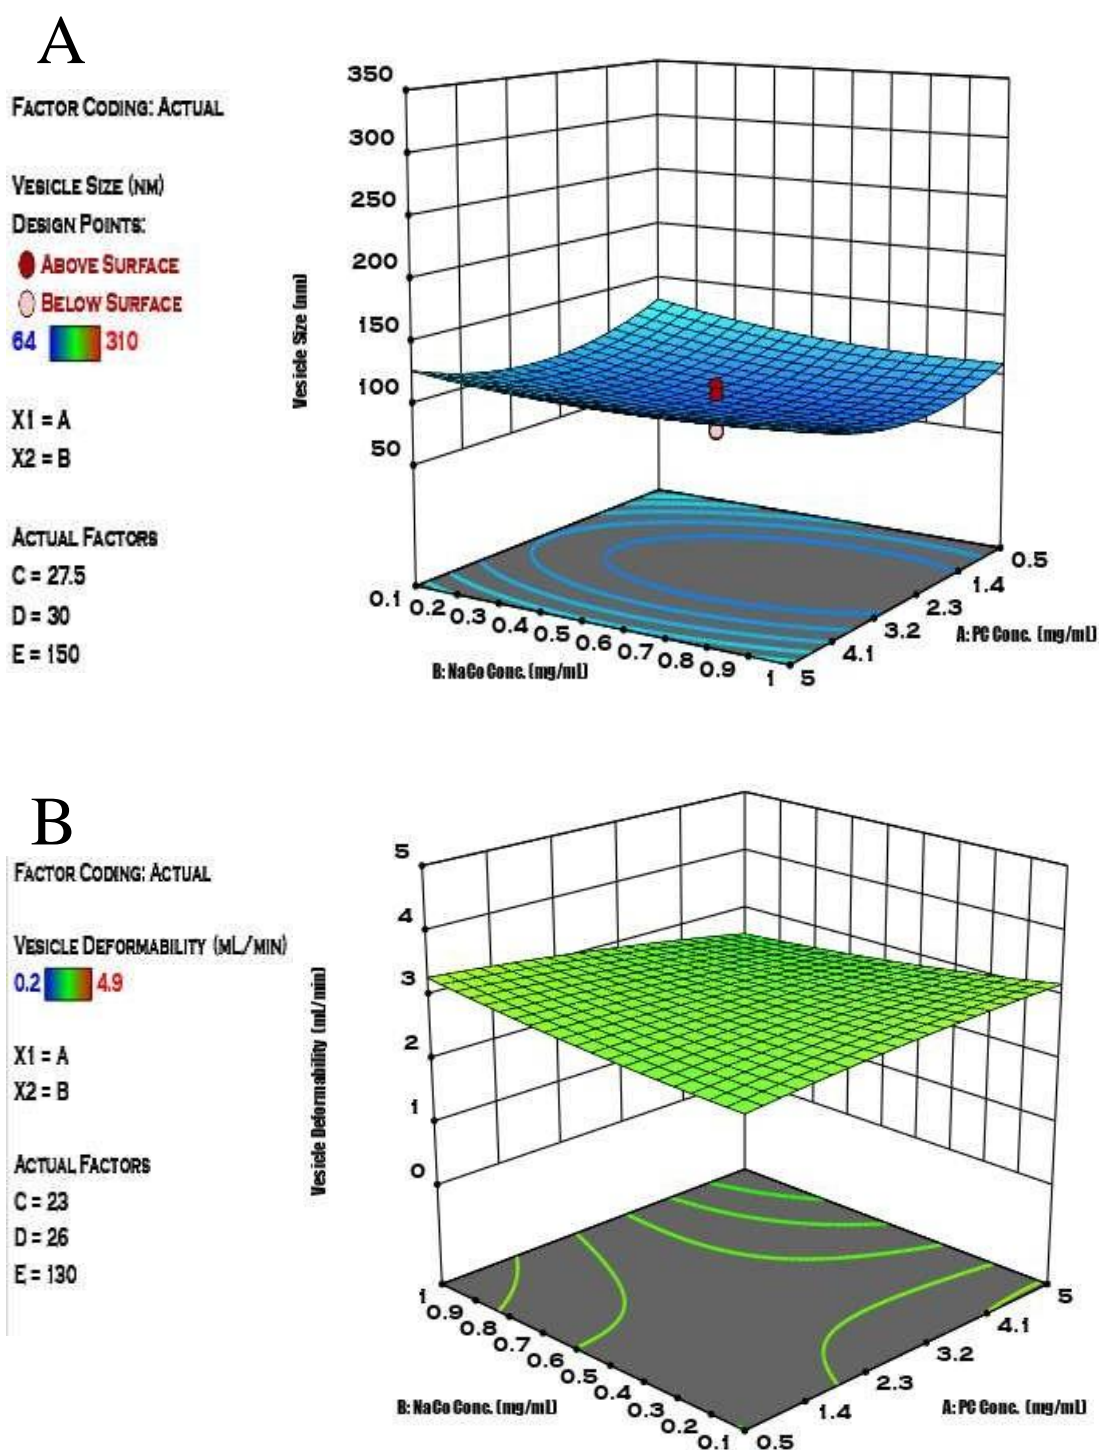 A
FACTOR CODING: ACTUAL
VESICLE SIZE (NM)
DESIGN POINTS:
ABOVE SURFACE
BELOW SURFACE
64 310
X1 = A
X2 = B
ACTUAL FACTORS
C = 27.5
D = 30
E = 150
Vesicle Size (nm)
350
300
250
200
150
100
50
0.1
0.2
0.3
0.4
0.5
0.6
0.7
0.8
0.9
1
B: NaCo Conc. (mg/mL)
5
4.1
3.2
2.3
1.4
0.5
A: PC Conc. (mg/mL)
B
FACTOR CODING: ACTUAL
VESICLE DEFORMABILITY (ML/MIN)
0.2 4.9
X1 = A
X2 = B
ACTUAL FACTORS
C = 23
D = 26
E = 130
Vesicle Deformability (mL/min)
5
4
3
2
1
0
1
0.9
0.8
0.7
0.6
0.5
0.4
0.3
0.2
0.1
B: NaCo Conc. (mg/mL)
0.5
1.4
2.3
3.2
4.1
5
A: PC Conc. (mg/mL)